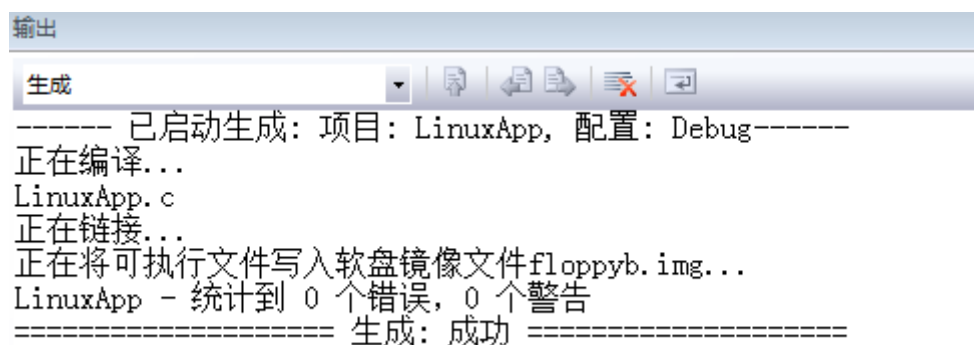 输出
生成
------ 已启动生成: 项目: LinuxApp, 配置: Debug------
正在编译...
LinuxApp.c
正在链接...
正在将可执行文件写入软盘镜像文件floppyb.img...
LinuxApp - 统计到 0 个错误, 0 个警告
==================== 生成: 成功 ====================